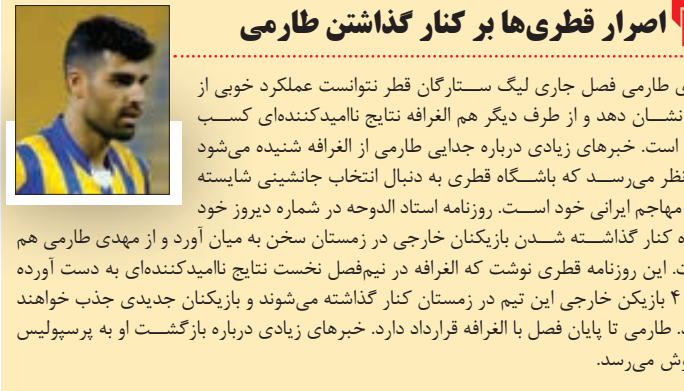 اصرار قطری‌ها بر کنار گذاشتن طارمی
طارمی فصل جاری لیگ ستارگان قطر نتوانست عملکرد خوبی از
نشان دهد و از طرف دیگر هم الغرافه نتایج ناامیدکننده‌ای کسب
است. خبرهای زیادی درباره جدایی طارمی از الغرافه شنیده می‌شود
نظر می‌رسد که باشگاه قطری به دنبال انتخاب جانشینی شایسته
مهاجم ایرانی خود است. روزنامه استاد الدوحه در شماره دیروز خود
کنار گذاشته شدن بازیکنان خارجی در زمستان سخن به میان آورد و از مهدی طارمی هم
این روزنامه قطری نوشت که الغرافه در نیم‌فصل نخست نتایج ناامیدکننده‌ای به دست آورده
۴ بازیکن خارجی این تیم در زمستان کنار گذاشته می‌شوند و بازیکنان جدیدی جذب خواهند
طارمی تا پایان فصل با الغرافه قرارداد دارد. خبرهای زیادی درباره بازگشت او به پرسپولیس
می‌رسد.